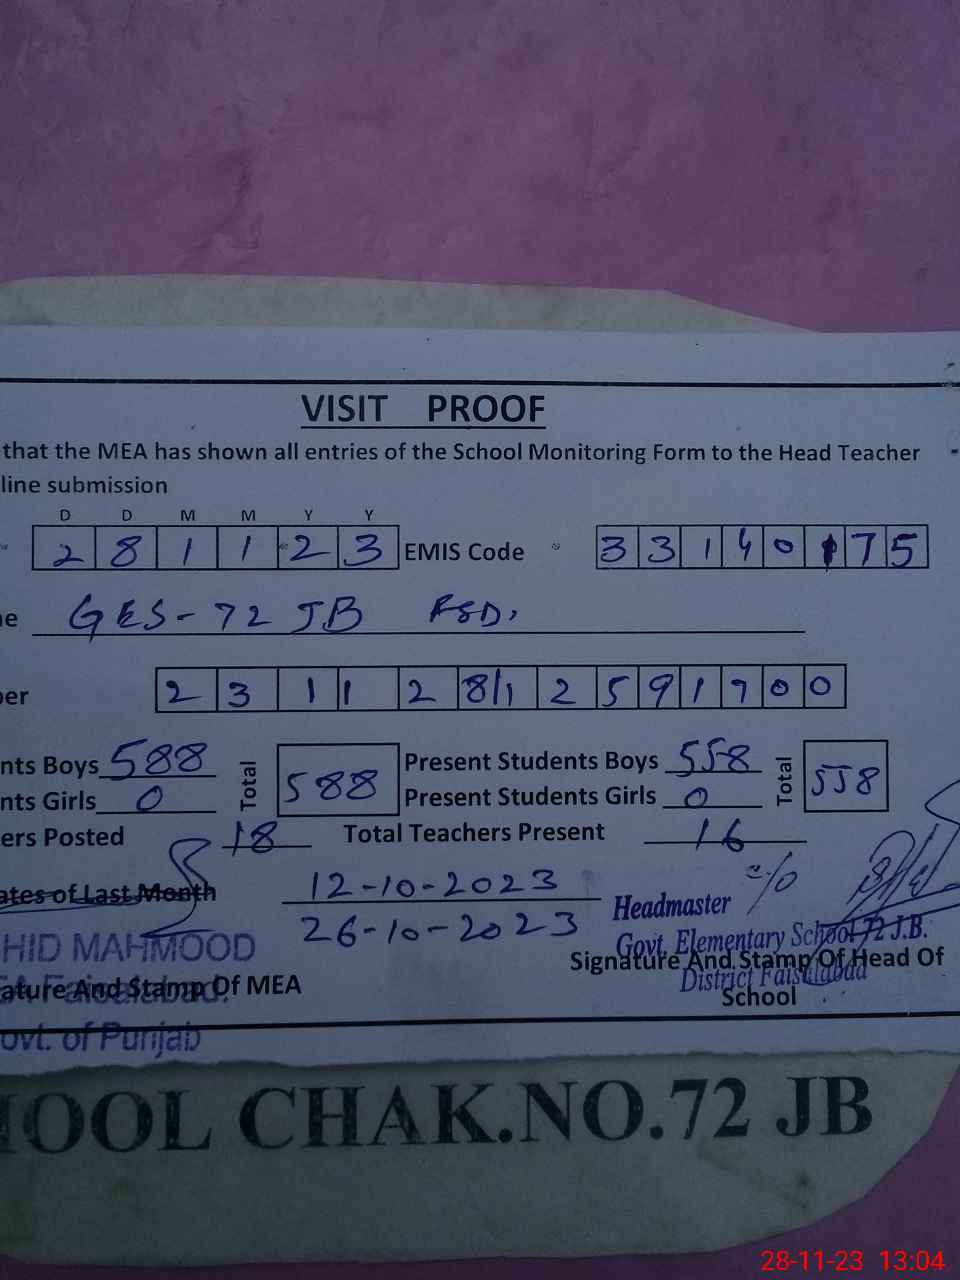 VISIT PROOF
that the MEA has shown all entries of the School Monitoring Form to the Head Teacher
line submission
D D M M Y Y
2 8 1 1 2 3 EMIS Code 3 3 1 4 0 1 7 5
ne GES-72 JB FSD.
ber 2 3 1 1 2 8 1 2 5 9 1 7 0 0
nts Boys 588 Total 588 Present Students Boys 558 Total 558
nts Girls 0 Present Students Girls 0
ers Posted 18 Total Teachers Present 16
ates of Last Month 12-10-2023
26-10-2023
Headmaster
Govt. Elementary School 72 J.B.
District Faisalabad
HID MAHMOOD
A Faisalabad.
ovt. of Punjab
ature And Stamp Of MEA
Signature And Stamp Of Head Of
School
HOOL CHAK.NO.72 JB
28-11-23 13:04